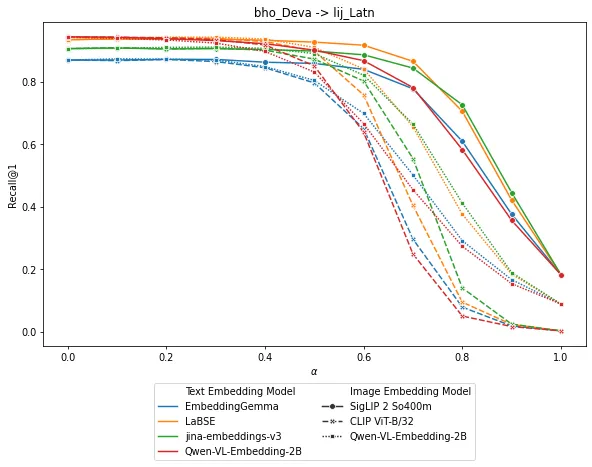 bho_Deva -> lij_Latn
Recall@1
0.8
0.6
0.4
0.2
0.0
0.0 0.2 0.4 0.6 0.8 1.0
α
Text Embedding Model Image Embedding Model
EmbeddingGemma SigLIP 2 So400m
LaBSE CLIP ViT-B/32
jina-embeddings-v3 Qwen-VL-Embedding-2B
Qwen-VL-Embedding-2B